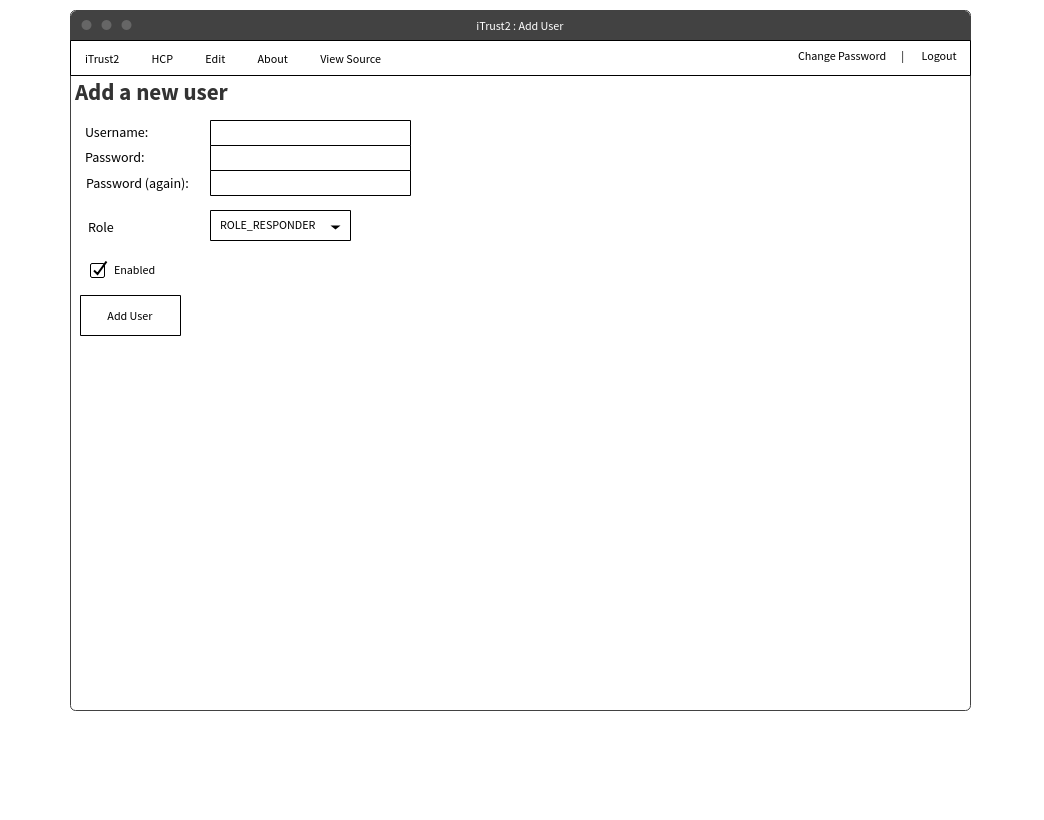 iTrust2 : Add User
iTrust2 HCP Edit About View Source Change Password | Logout
Add a new user
Username:
Password:
Password (again):
Role ROLE_RESPONDER
Enabled
Add User